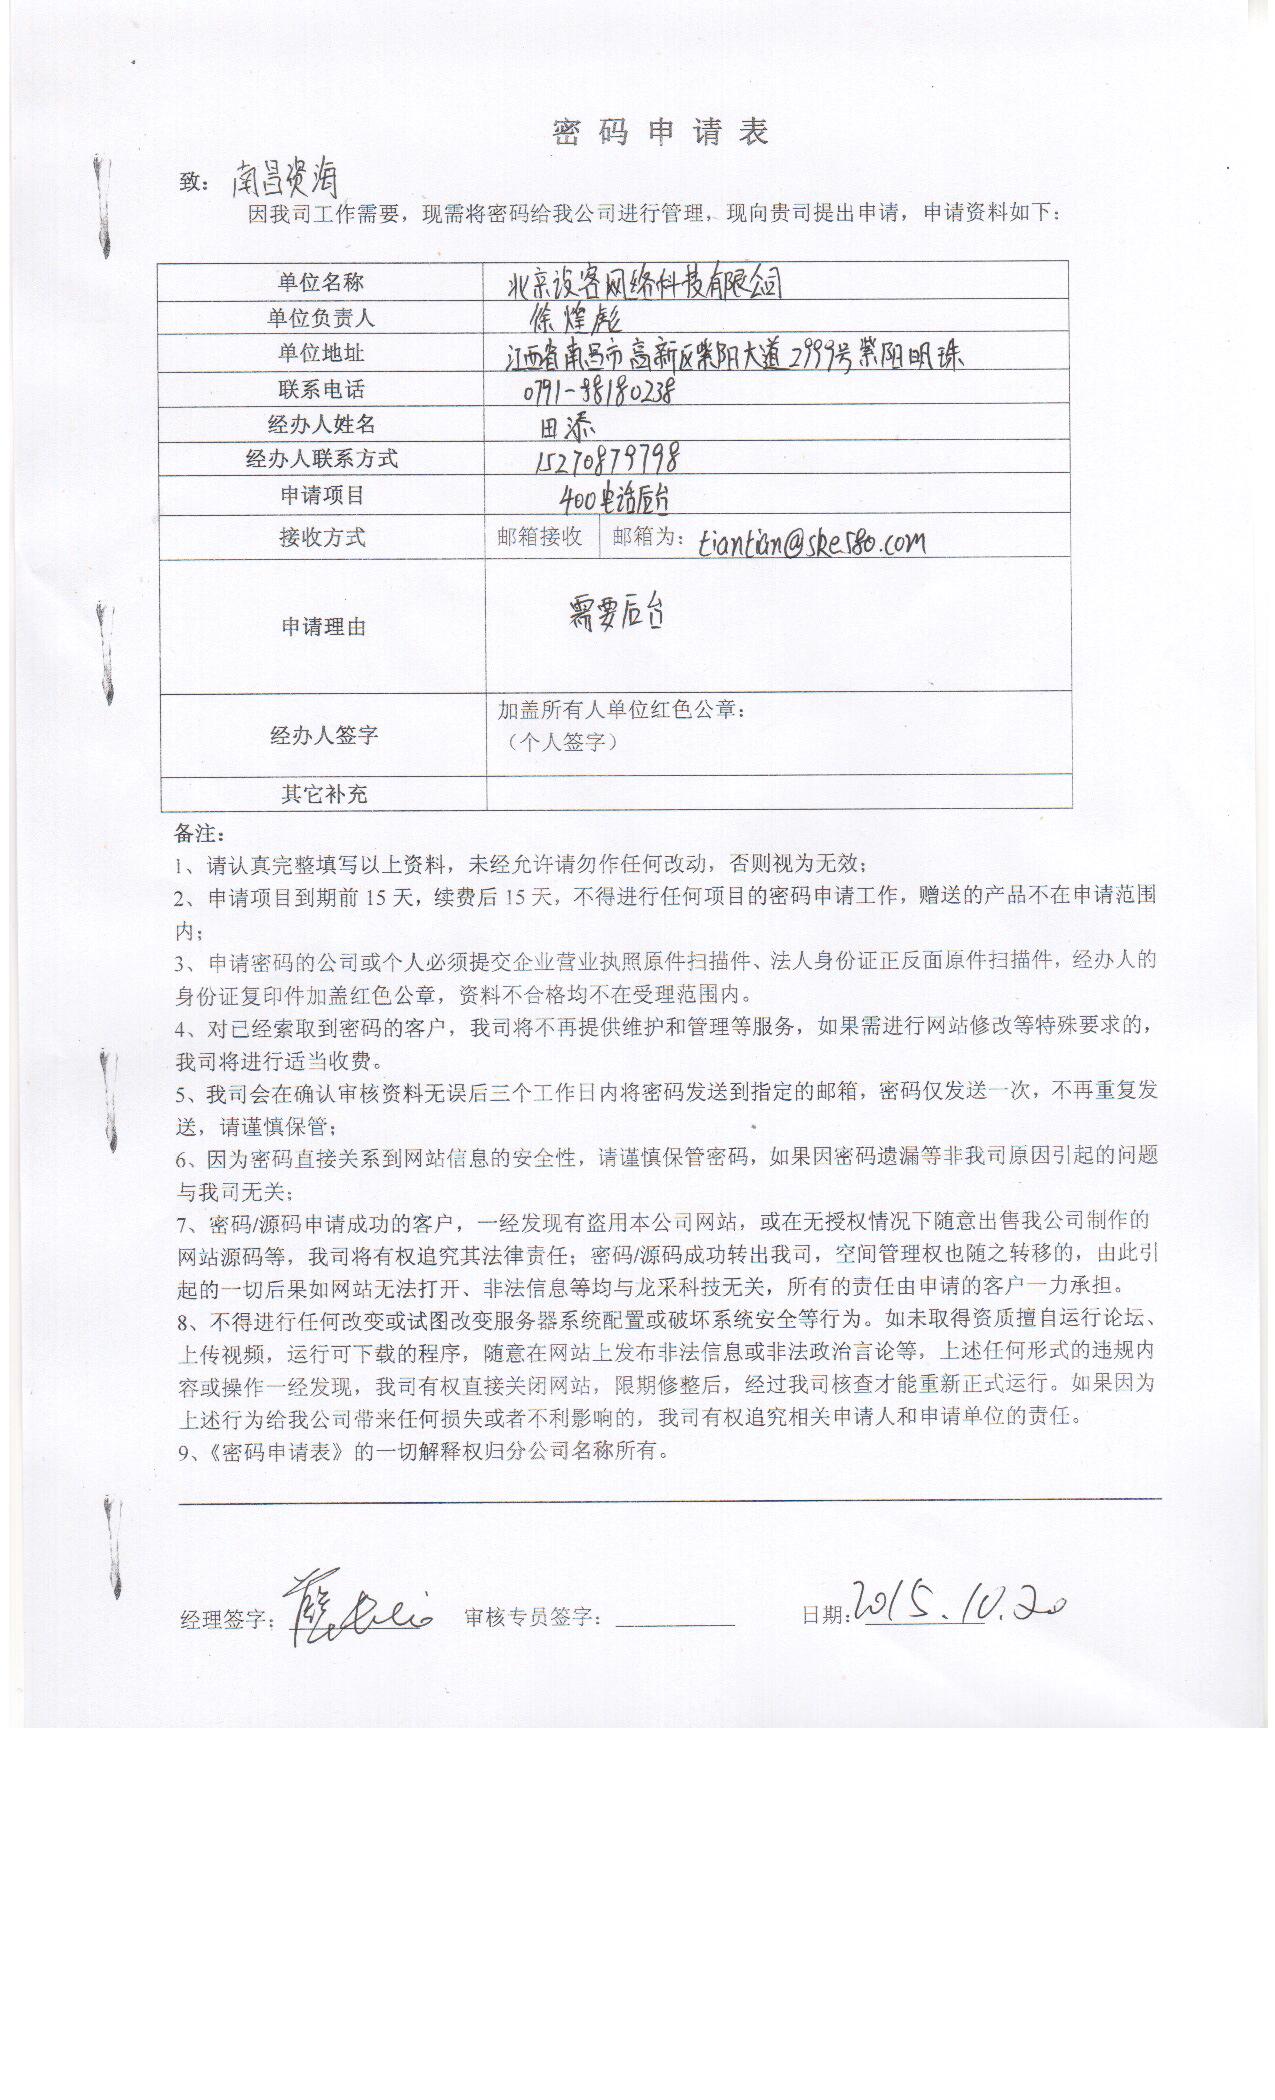 密码申请表
致：南昌资海
因我司工作需要，现需将密码给我公司进行管理，现向贵司提出申请，申请资料如下：
单位名称 北京设客网络科技有限公司
单位负责人 徐煌彪
单位地址 江西省南昌市高新区紫阳大道2999号紫阳明珠
联系电话 0791-98180238
经办人姓名 田添
经办人联系方式 15270879798
申请项目 400电话后台
接收方式 邮箱接收 邮箱为：tiantian@ske580.com
申请理由 需要后台
经办人签字 加盖所有人单位红色公章：
（个人签字）
其它补充
备注：
1、请认真完整填写以上资料，未经允许请勿作任何改动，否则视为无效；
2、申请项目到期前15天，续费后15天，不得进行任何项目的密码申请工作，赠送的产品不在申请范围
内；
3、申请密码的公司或个人必须提交企业营业执照原件扫描件、法人身份证正反面原件扫描件，经办人的
身份证复印件加盖红色公章，资料不合格均不在受理范围内。
4、对已经索取到密码的客户，我司将不再提供维护和管理等服务，如果需进行网站修改等特殊要求的，
我司将进行适当收费。
5、我司会在确认审核资料无误后三个工作日内将密码发送到指定的邮箱，密码仅发送一次，不再重复发
送，请谨慎保管；
6、因为密码直接关系到网站信息的安全性，请谨慎保管密码，如果因密码遗漏等非我司原因引起的问题
与我司无关；
7、密码/源码申请成功的客户，一经发现有盗用本公司网站，或在无授权情况下随意出售我公司制作的
网站源码等，我司将有权追究其法律责任；密码/源码成功转出我司，空间管理权也随之转移的，由此引
起的一切后果如网站无法打开、非法信息等均与龙采科技无关，所有的责任由申请的客户一力承担。
8、不得进行任何改变或试图改变服务器系统配置或破坏系统安全等行为。如未取得资质擅自运行论坛、
上传视频，运行可下载的程序，随意在网站上发布非法信息或非法政治言论等，上述任何形式的违规内
容或操作一经发现，我司有权直接关闭网站，限期修整后，经过我司核查才能重新正式运行。如果因为
上述行为给我公司带来任何损失或者不利影响的，我司有权追究相关申请人和申请单位的责任。
9、《密码申请表》的一切解释权归分公司名称所有。
经理签字： 审核专员签字： 日期：2015.10.20